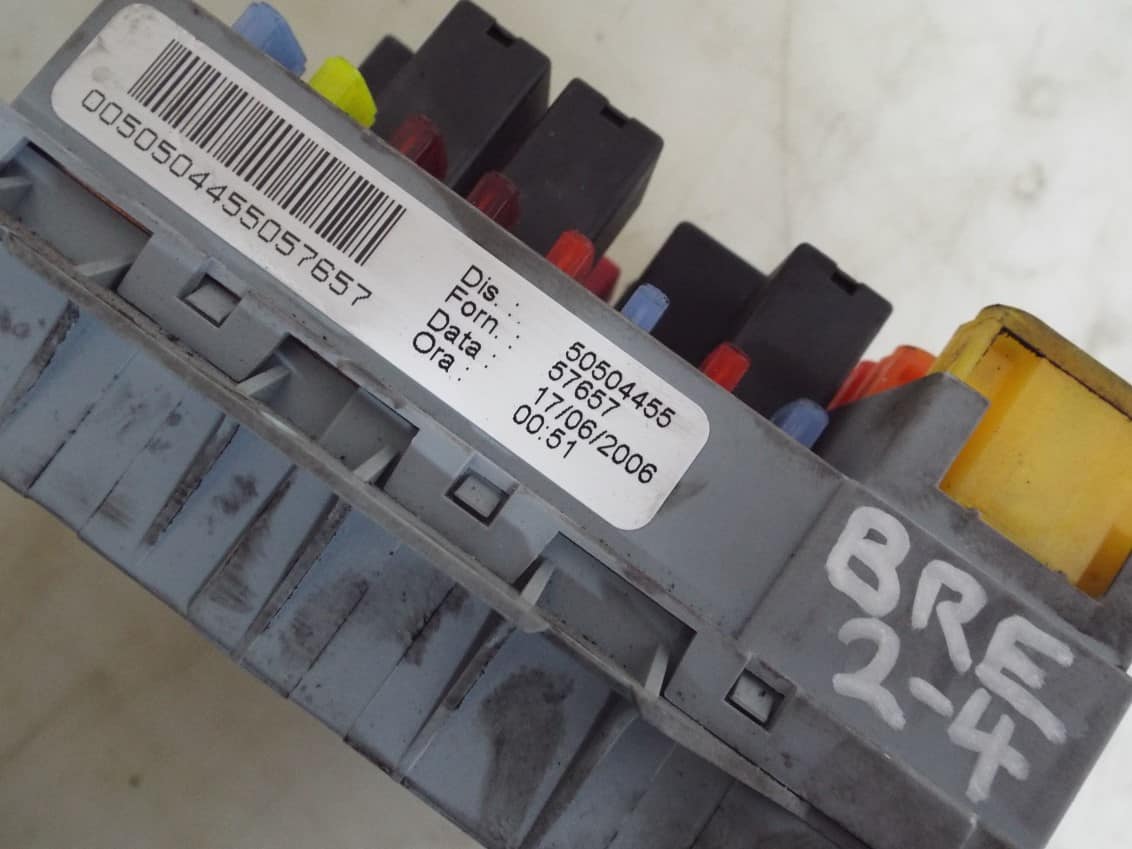 0050504455057657
Dis. : 50504455
Forn. : 57657
Data : 17/06/2006
Ora : 00:51
BRE
2-4